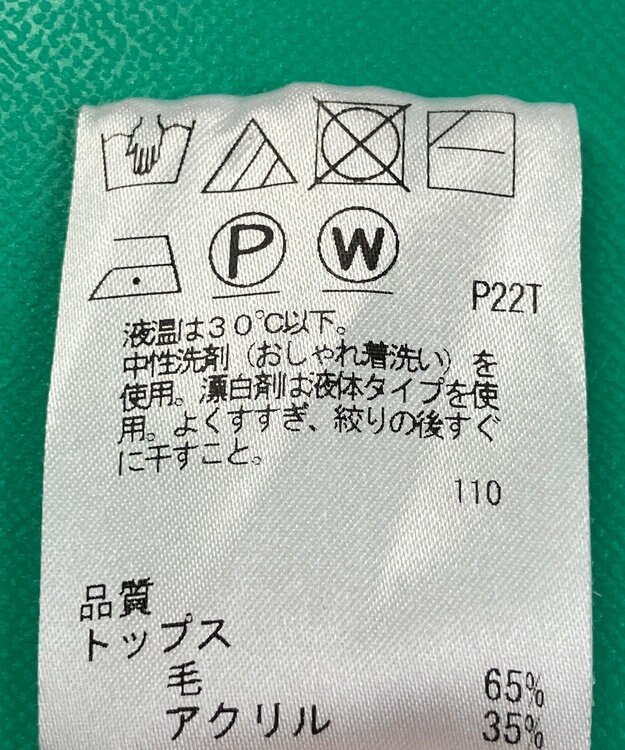 P W
P22T
液温は30℃以下。
中性洗剤（おしゃれ着洗い）を
使用。漂白剤は液体タイプを使
用。よくすすぎ、絞りの後すぐ
に干すこと。
110
品質
トップス
毛 65%
アクリル 35%